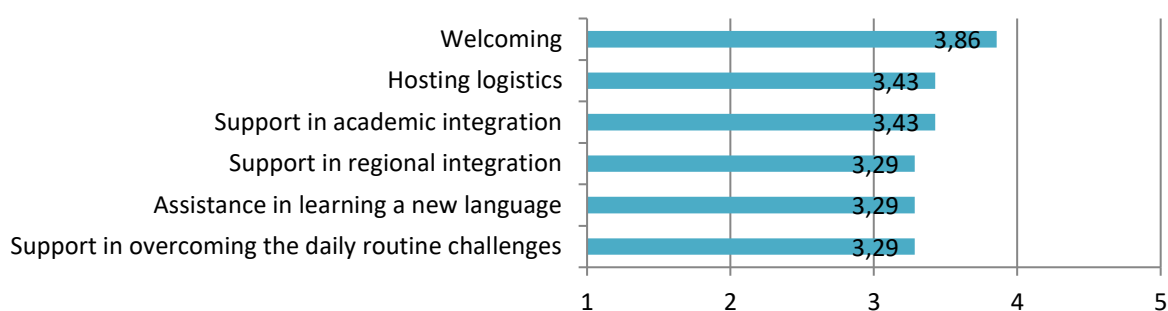 Welcoming 3,86
Hosting logistics 3,43
Support in academic integration 3,43
Support in regional integration 3,29
Assistance in learning a new language 3,29
Support in overcoming the daily routine challenges 3,29
1 2 3 4 5